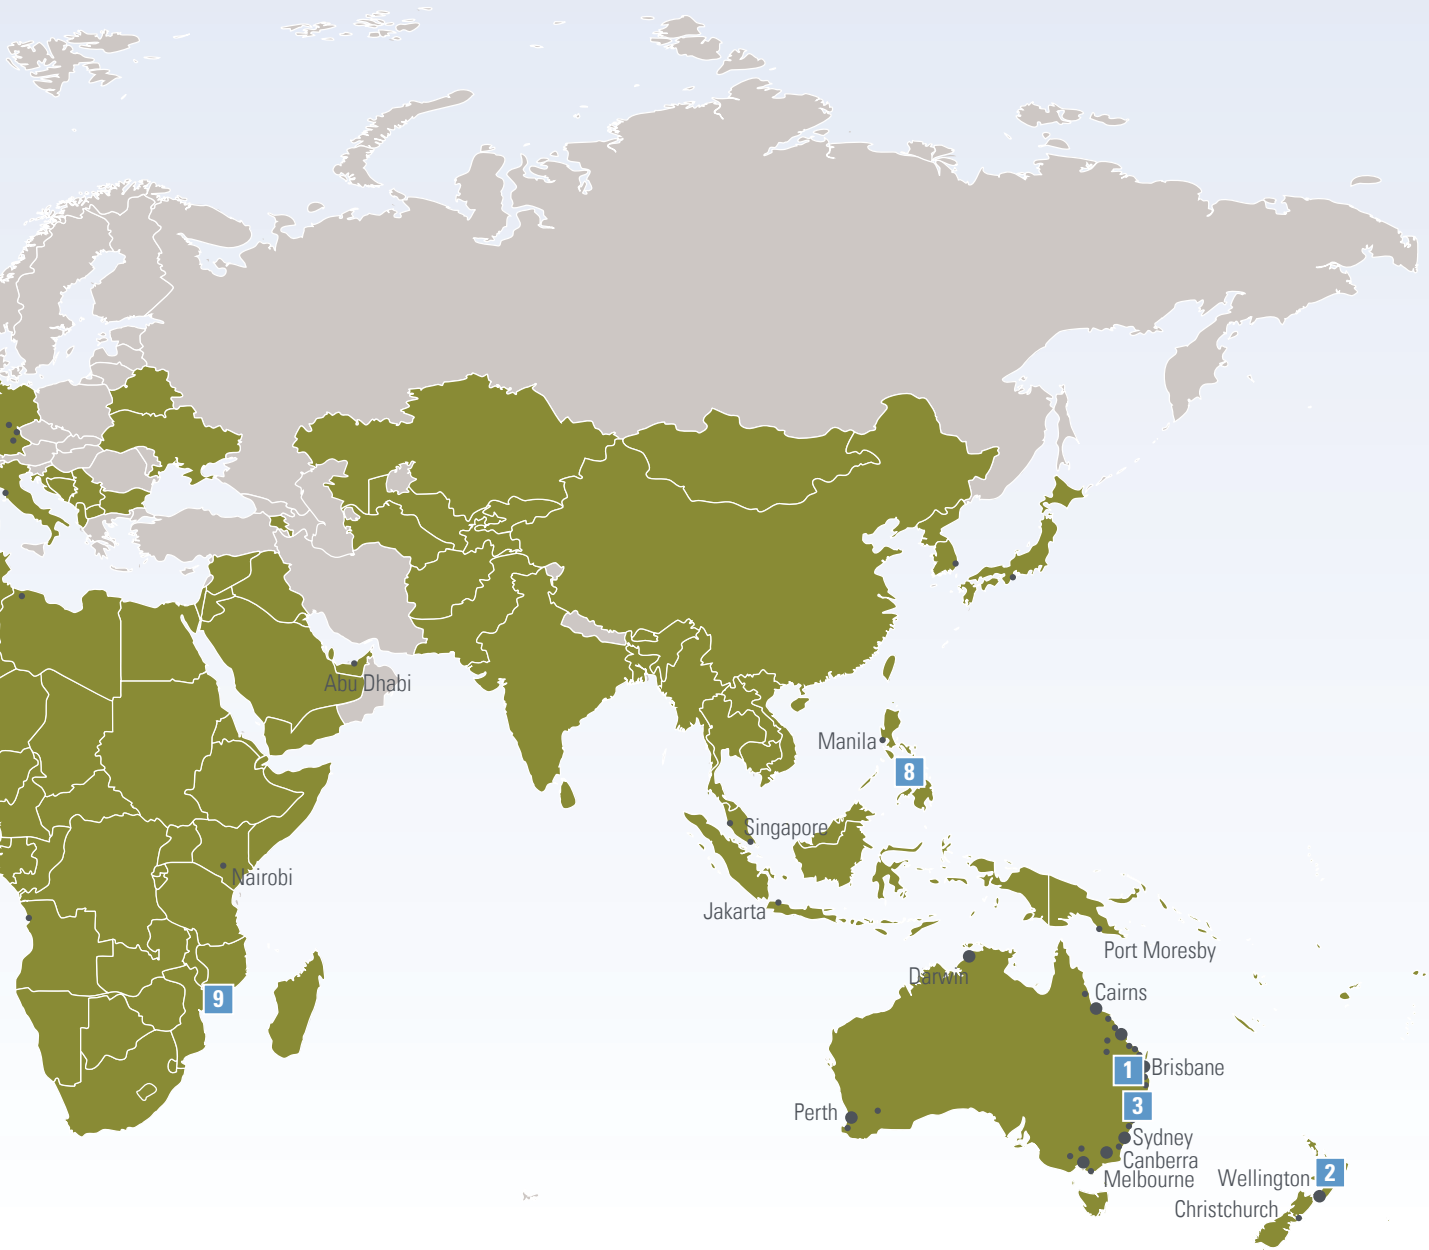 Abu Dhabi
Manila
8
Singapore
Nairobi
Jakarta
Port Moresby
Darwin
Cairns
9
1
Brisbane
3
Perth
Sydney
Canberra
Melbourne
2
Wellington
Christchurch